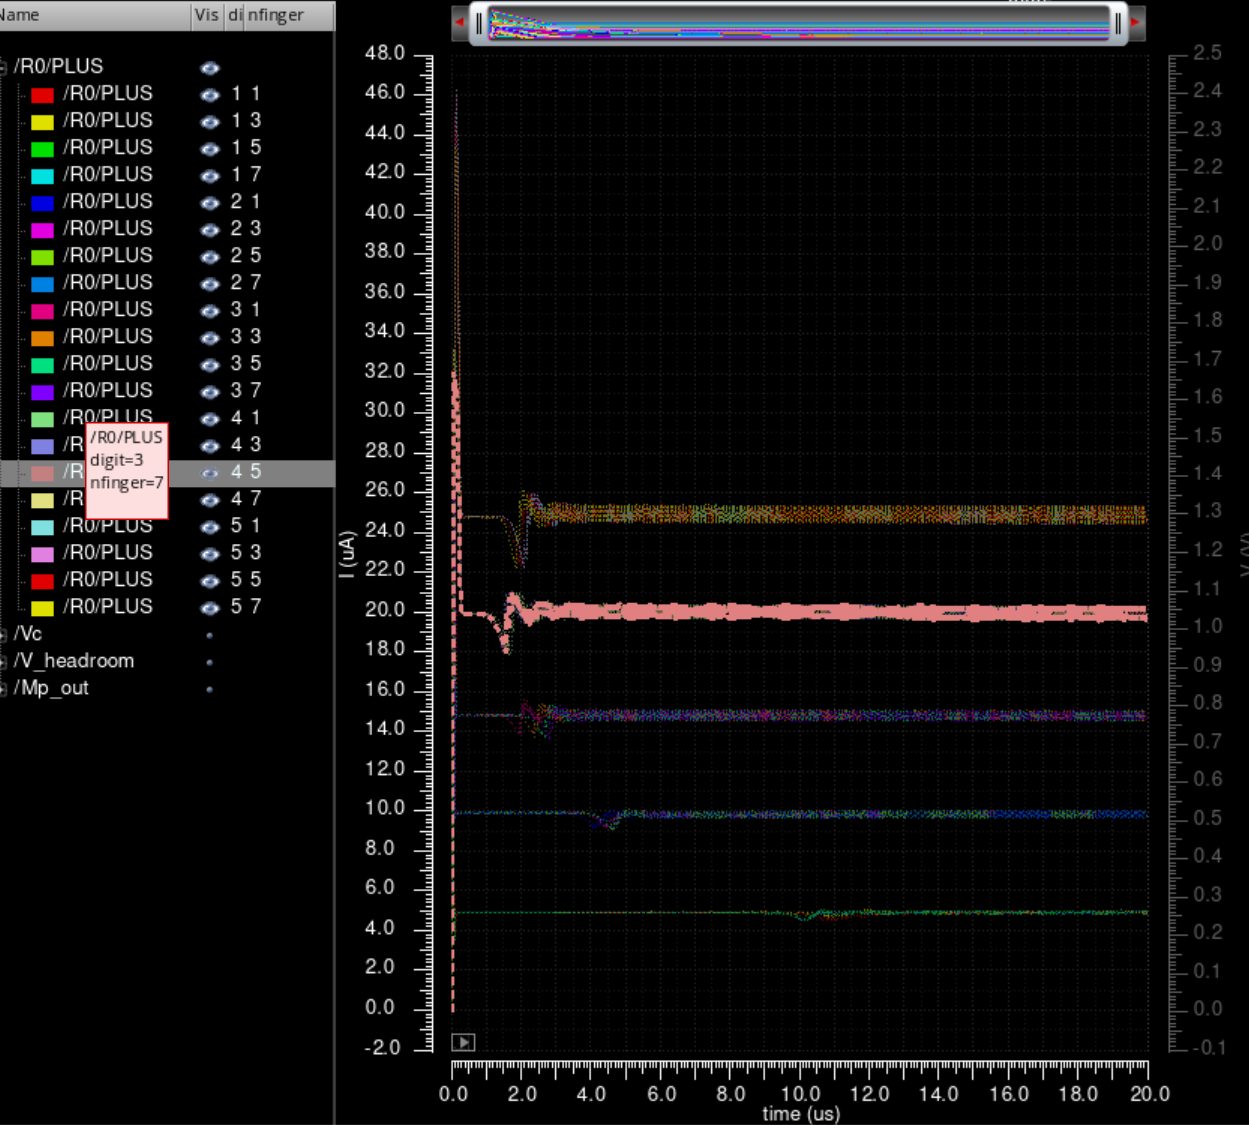 Name Vis di nfinger
/R0/PLUS
/R0/PLUS 1 1
/R0/PLUS 1 3
/R0/PLUS 1 5
/R0/PLUS 1 7
/R0/PLUS 2 1
/R0/PLUS 2 3
/R0/PLUS 2 5
/R0/PLUS 2 7
/R0/PLUS 3 1
/R0/PLUS 3 3
/R0/PLUS 3 5
/R0/PLUS 3 7
/R0/PLUS 4 1
/R 4 3
/R 4 5
/R 4 7
/R0/PLUS 5 1
/R0/PLUS 5 3
/R0/PLUS 5 5
/R0/PLUS 5 7
/Vc
/V_headroom
/Mp_out
/R0/PLUS
digit=3
nfinger=7
I (uA)
48.0
46.0
44.0
42.0
40.0
38.0
36.0
34.0
32.0
30.0
28.0
26.0
24.0
22.0
20.0
18.0
16.0
14.0
12.0
10.0
8.0
6.0
4.0
2.0
0.0
-2.0
2.5
2.4
2.3
2.2
2.1
2.0
1.9
1.8
1.7
1.6
1.5
1.4
1.3
1.2
1.1
1.0
0.9
0.8
0.7
0.6
0.5
0.4
0.3
0.2
0.1
0.0
-0.1
0.0 2.0 4.0 6.0 8.0 10.0 12.0 14.0 16.0 18.0 20.0
time (us)